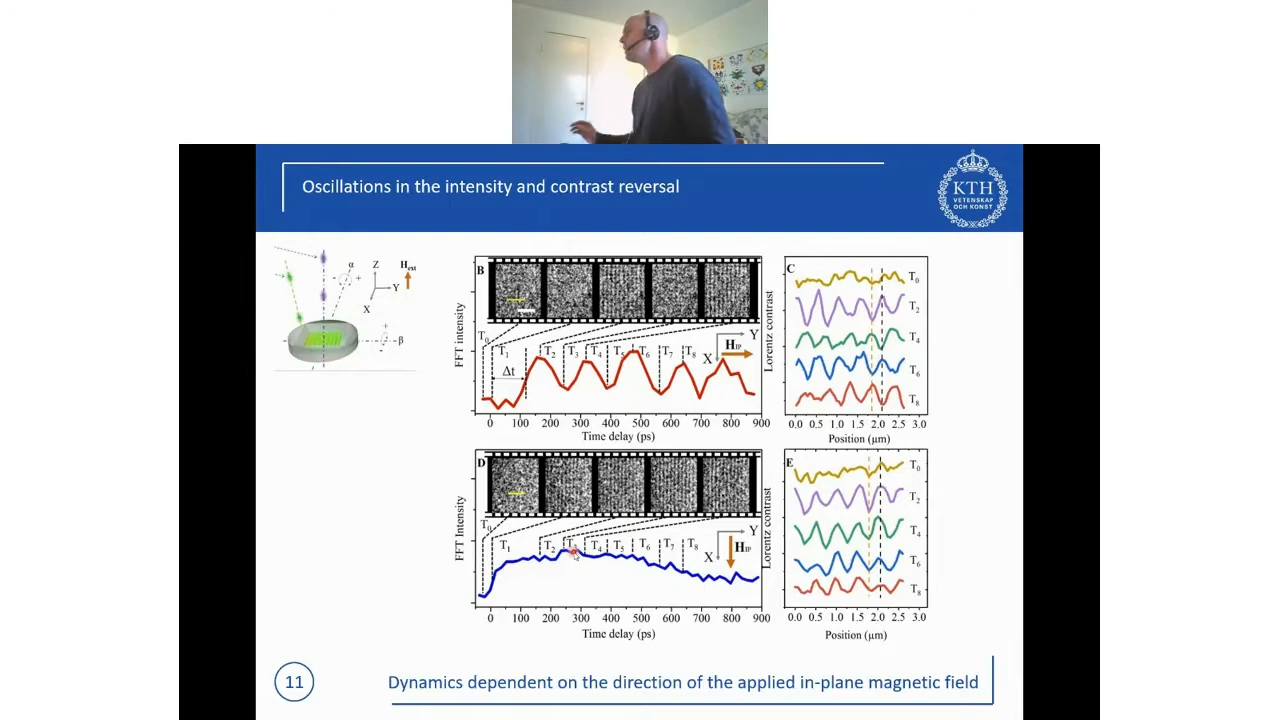 Oscillations in the intensity and contrast reversal
KTH
VETENSKAP
OCH KONST
α
+
Z
Y
X
H ext
+
-
β
B
FFT intensity
T0
T1
T2
T3
T4
T5
T6
T7
T8
Δt
X
Y
HIP
0 100 200 300 400 500 600 700 800 900
Time delay (ps)
C
Lorentz contrast
T0
T2
T4
T6
T8
0.0 0.5 1.0 1.5 2.0 2.5 3.0
Position (μm)
D
FFT Intensity
T0
T1
T2
T4
T5
T6
T7
T8
X
Y
HIP
0 100 200 300 400 500 600 700 800 900
Time delay (ps)
E
Lorentz contrast
T0
T2
T4
T6
T8
0.0 0.5 1.0 1.5 2.0 2.5 3.0
Position (μm)
11
Dynamics dependent on the direction of the applied in-plane magnetic field